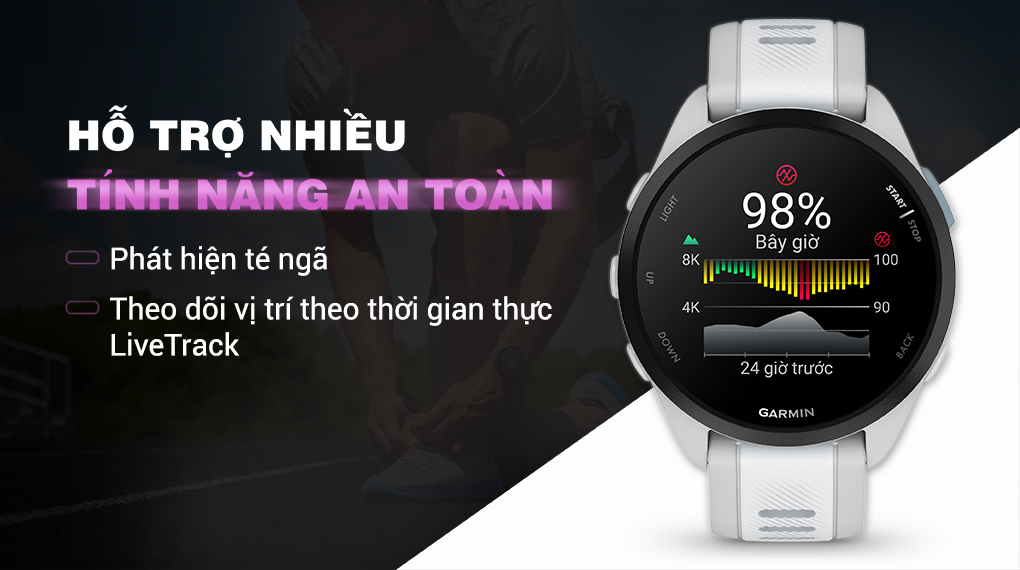 HỖ TRỢ NHIỀU
TÍNH NĂNG AN TOÀN
Phát hiện té ngã
Theo dõi vị trí theo thời gian thực
LiveTrack
LIGHT
UP
DOWN
START
STOP
BACK
98%
Bây giờ
8K
100
4K
90
24 giờ trước
GARMIN